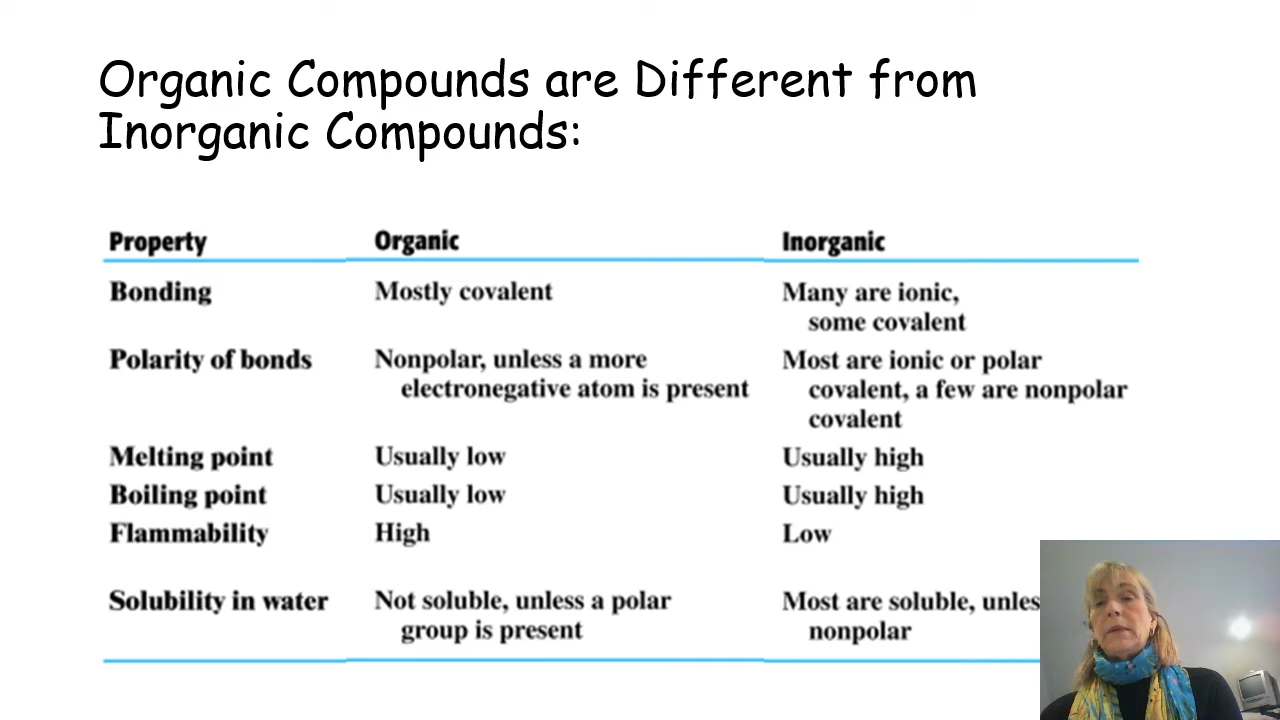 Organic Compounds are Different from
Inorganic Compounds:
Property Organic Inorganic
Bonding Mostly covalent Many are ionic,
some covalent
Polarity of bonds Nonpolar, unless a more Most are ionic or polar
electronegative atom is present covalent, a few are nonpolar
covalent
Melting point Usually low Usually high
Boiling point Usually low Usually high
Flammability High Low
Solubility in water Not soluble, unless a polar Most are soluble, unles
group is present nonpolar